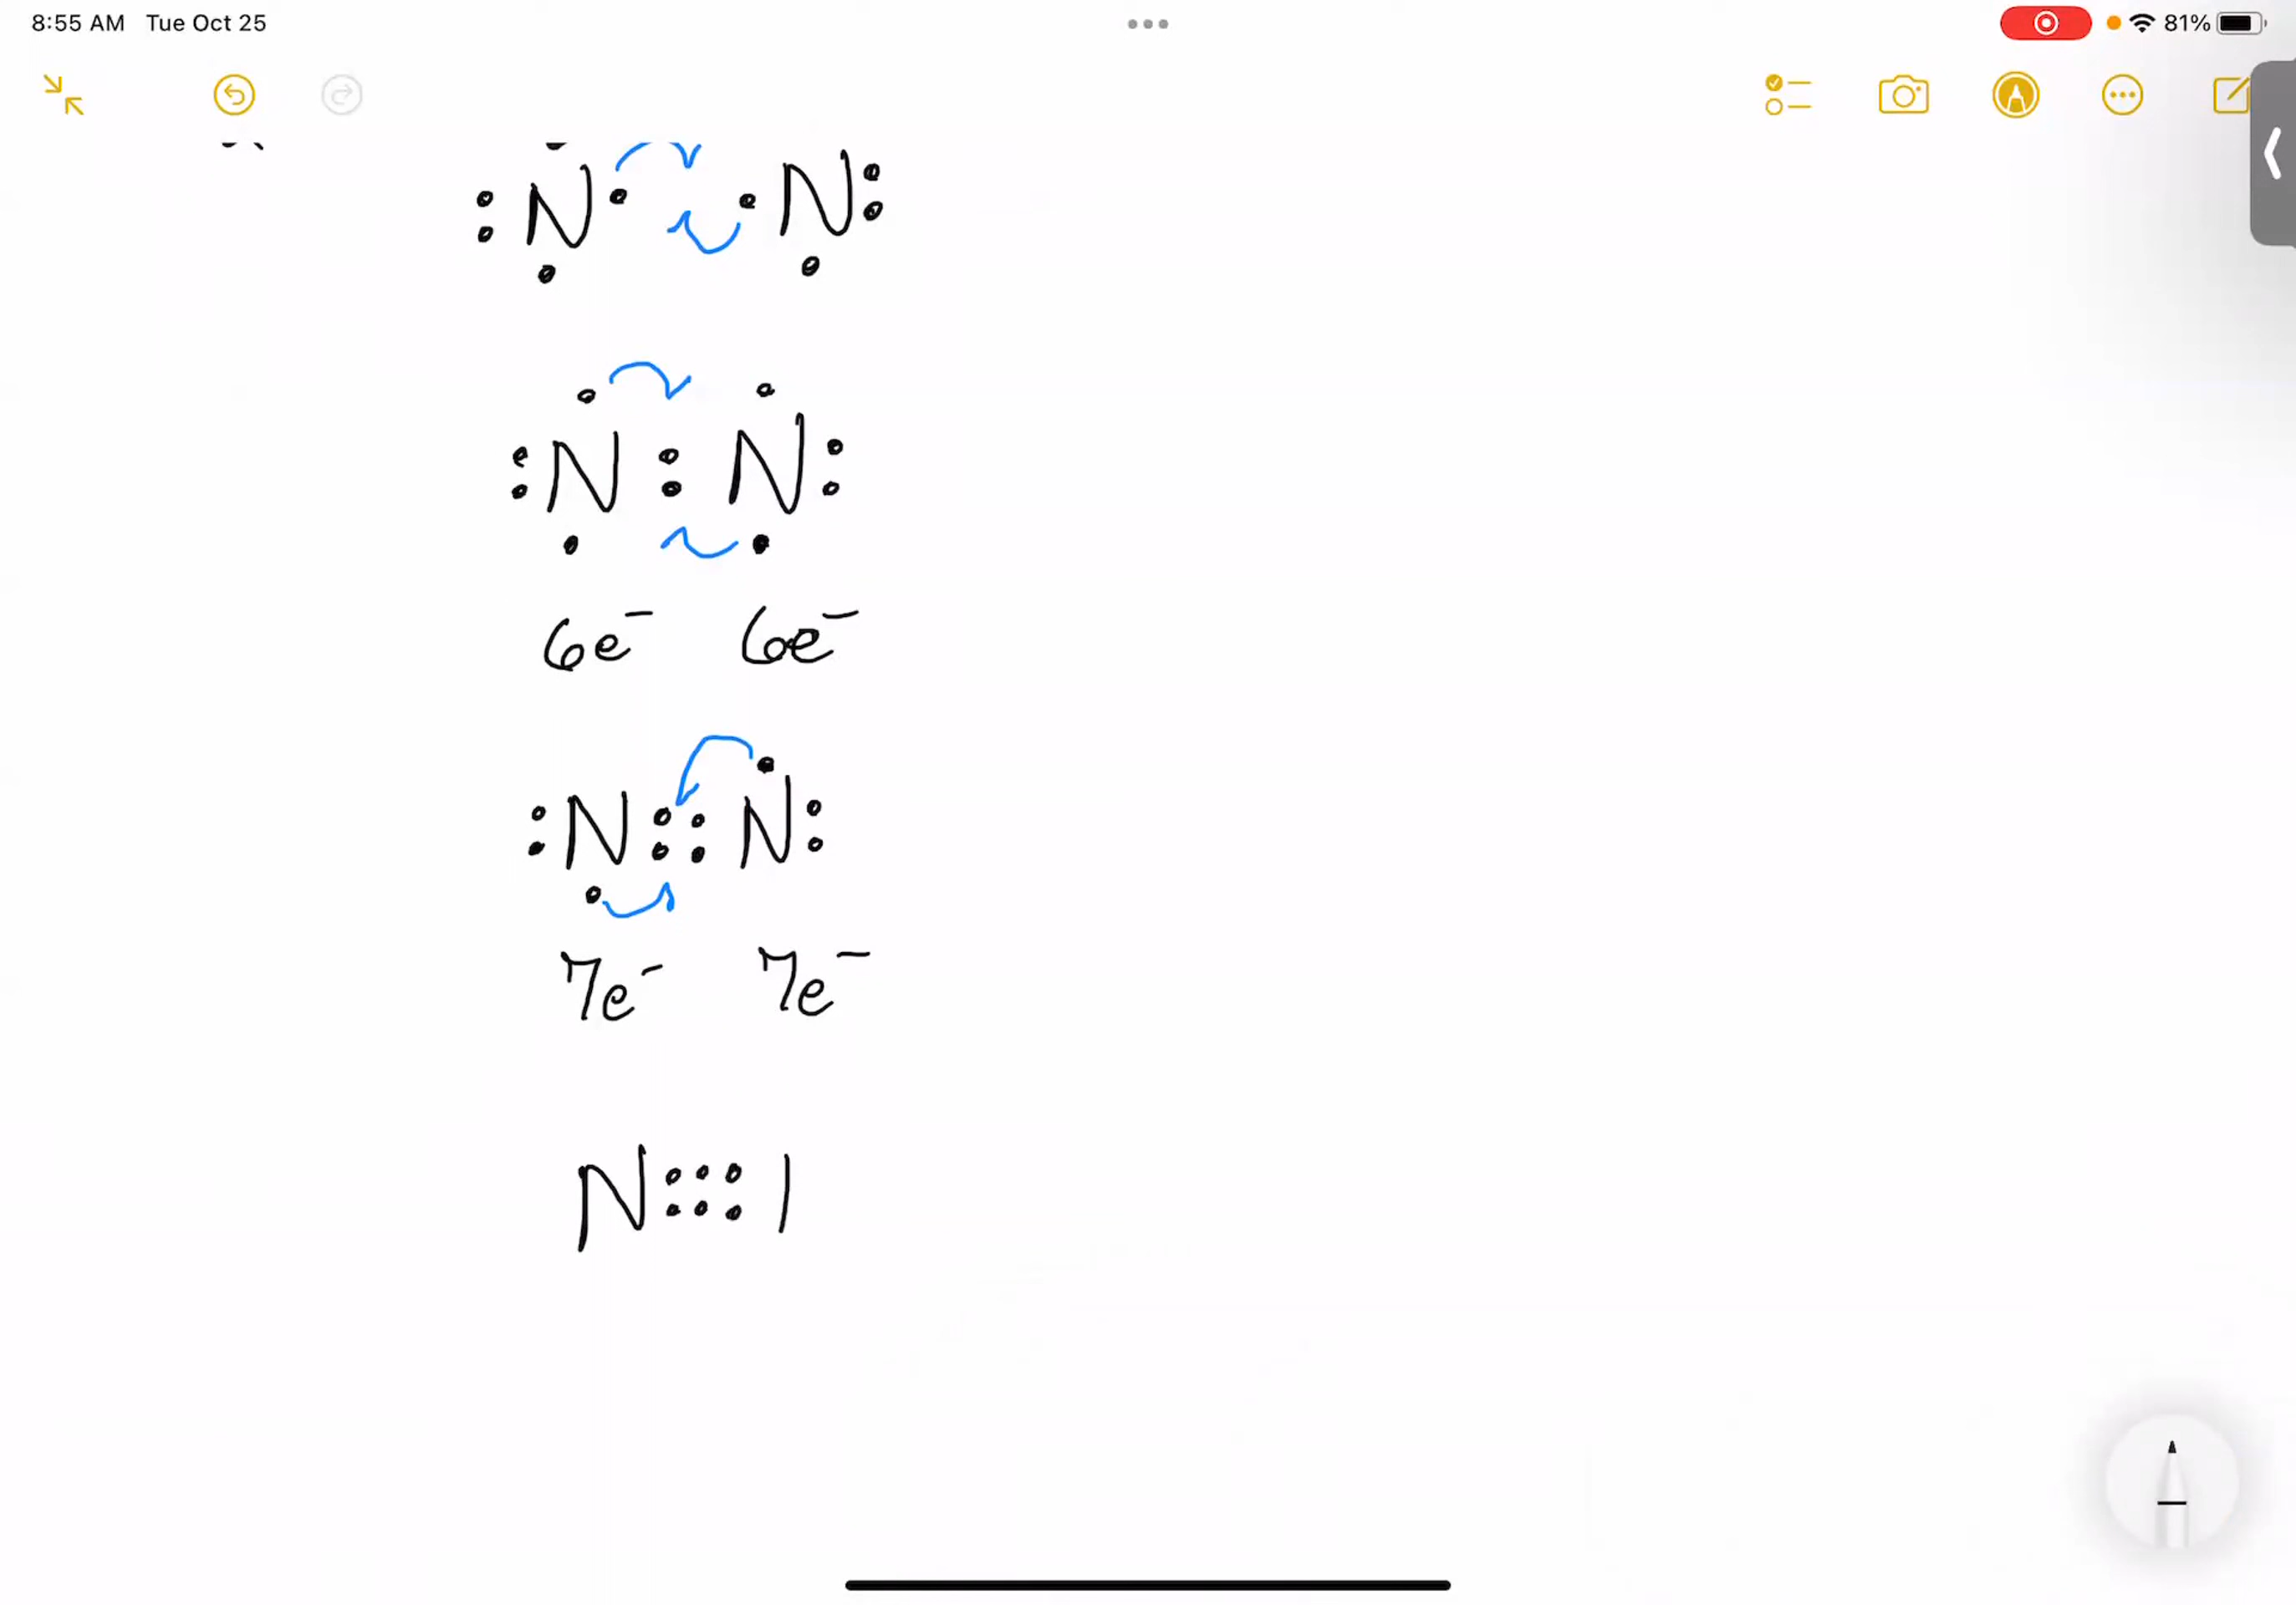 8:55 AM Tue Oct 25 81%
:N· ·N:
:N:N:
6e⁻ 6e⁻
:N::N:
7e⁻ 7e⁻
N:::